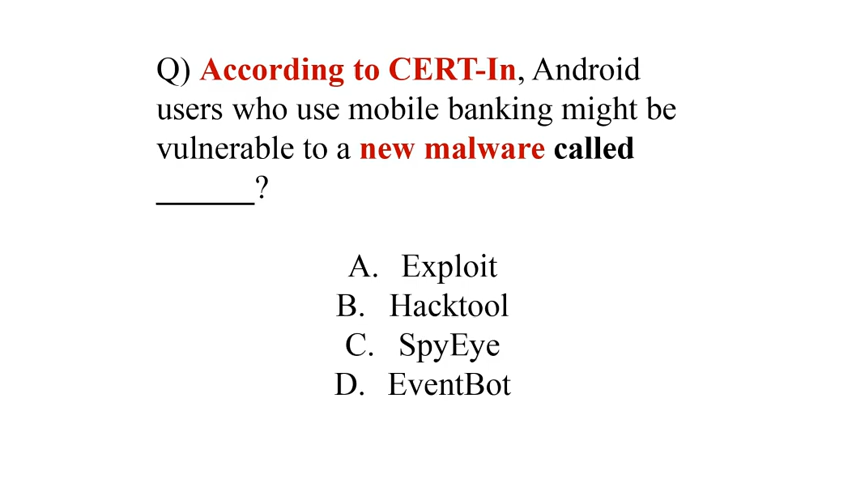 Q) According to CERT-In, Android
users who use mobile banking might be
vulnerable to a new malware called
______?
A. Exploit
B. Hacktool
C. SpyEye
D. EventBot